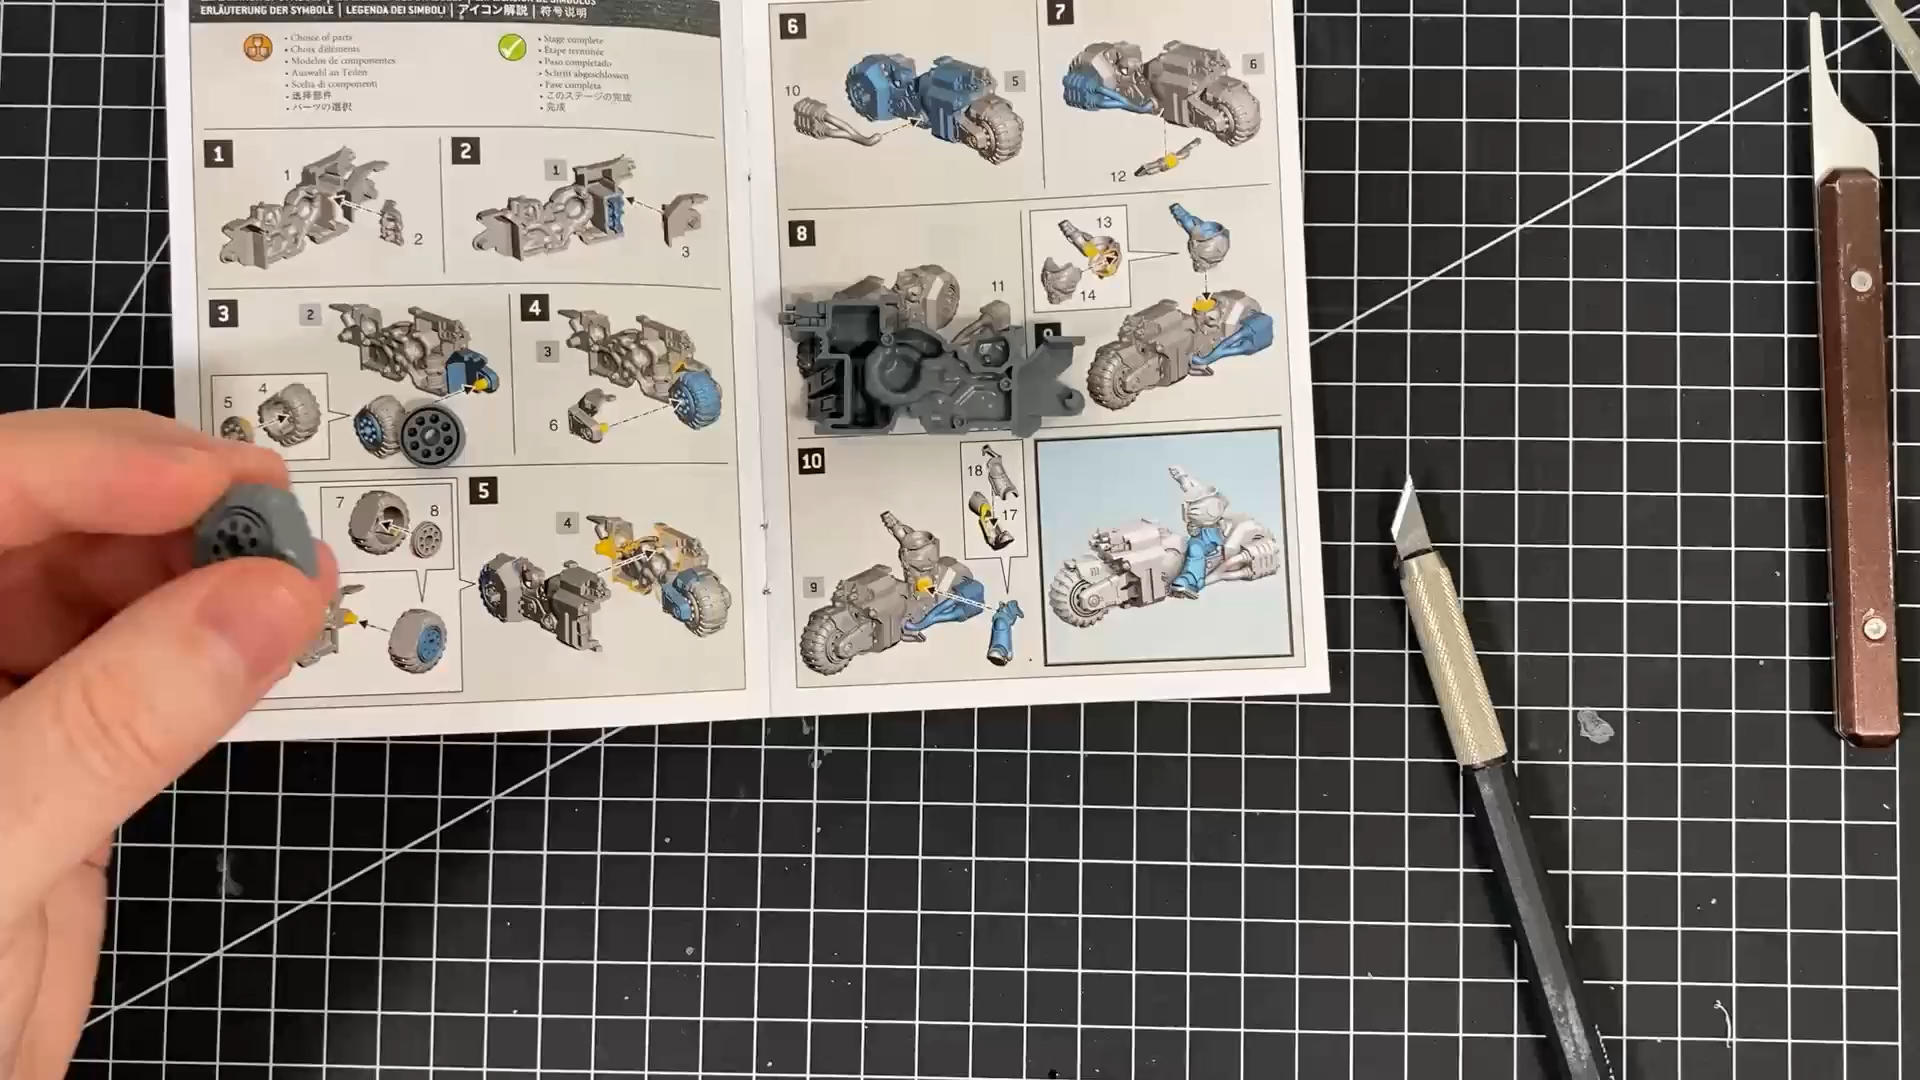 ERLÄUTERUNG DER SYMBOLE | LEGENDA DEI SIMBOLI | アイコン解説 | 符号说明
• Choice of parts
• Choix d'éléments
• Modelos de componentes
• Auswahl an Teilen
• Scelta di componenti
• 选择部件
• パーツの選択
• Stage complete
• Étape terminée
• Paso completado
• Schritt abgeschlossen
• Fase completa
• このステージの完成
• 完成
1
1
2
2
1
3
3
2
4
5
4
3
6
7
8
5
4
6
10
5
7
6
12
8
11
13
14
9
10
18
17
9